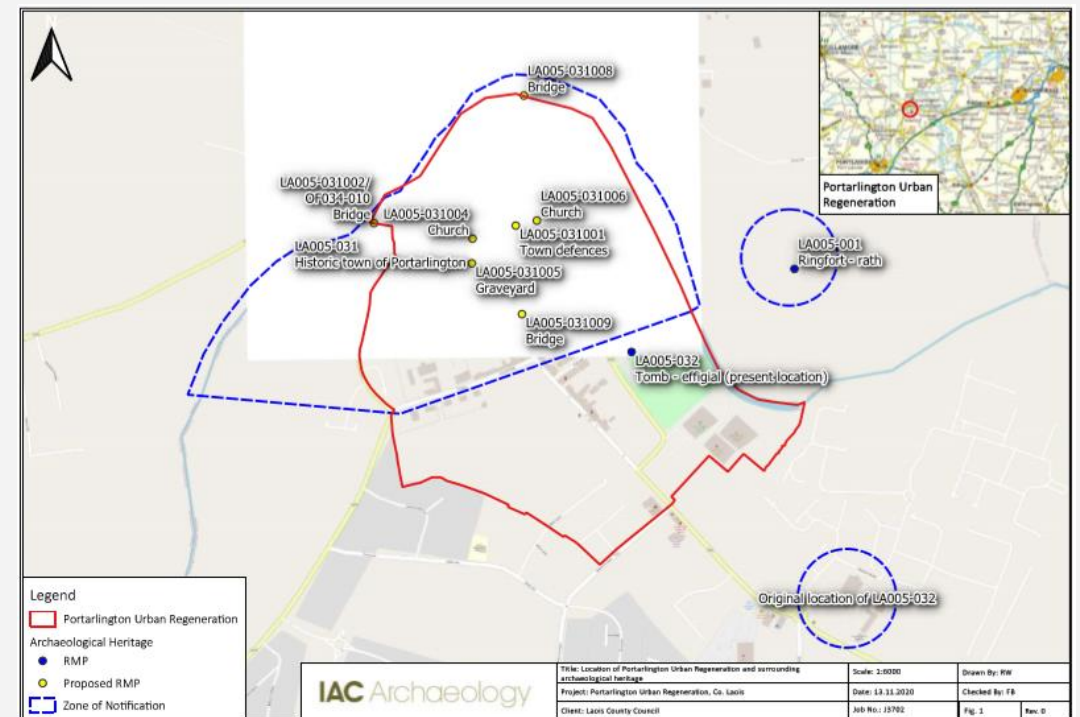 LA005-031008
Bridge
LA005-031002/
OF034-010
Bridge
LA005-031004
Church
LA005-031006
Church
LA005-031001
Town defences
LA005-031
Historic town of Portarlington
LA005-031005
Graveyard
LA005-031009
Bridge
LA005-001
Ringfort - rath
LA005-032
Tomb - effigial (present location)
Original location of LA005-032
Portarlington Urban
Regeneration
Legend
Portarlington Urban Regeneration
Archaeological Heritage
RMP
Proposed RMP
Zone of Notification
IAC Archaeology
Title: Location of Portarlington Urban Regeneration and surrounding
archaeological heritage
Project: Portarlington Urban Regeneration, Co. Laois
Client: Laois County Council
Scale: 1:6000
Date: 13.11.2020
Job No.: J3702
Drawn By: RW
Checked By: FB
Fig. 1
Rev. 0